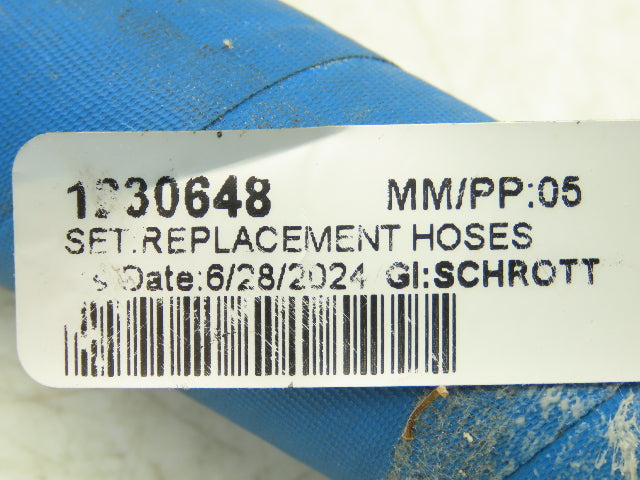 MM/PP:05
SET.REPLACEMENT HOSES
Date:6/28/2024 GI:SCHROTT